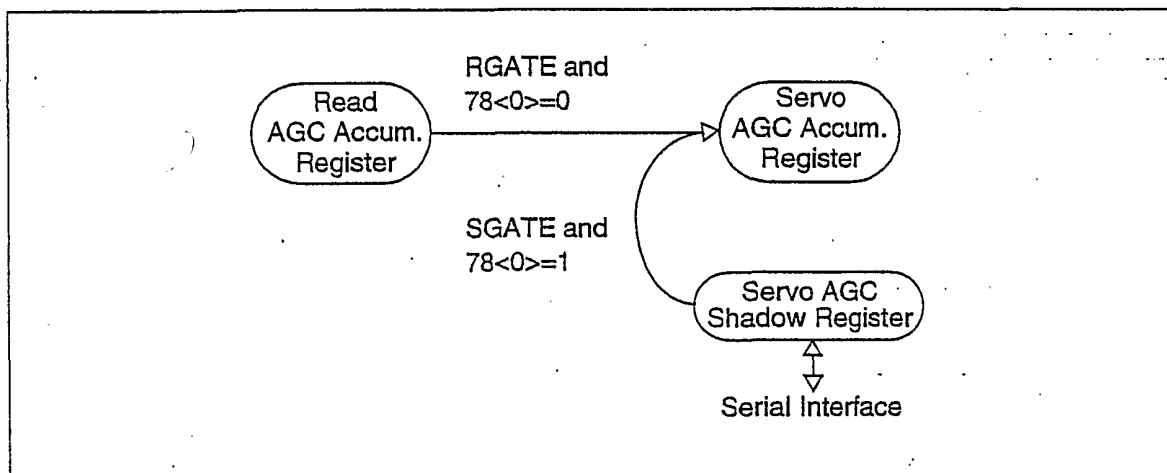 RGATE and
78<0>=0
Read
AGC Accum.
Register
Servo
AGC Accum.
Register
SGATE and
78<0>=1
Servo AGC
Shadow Register
Serial Interface